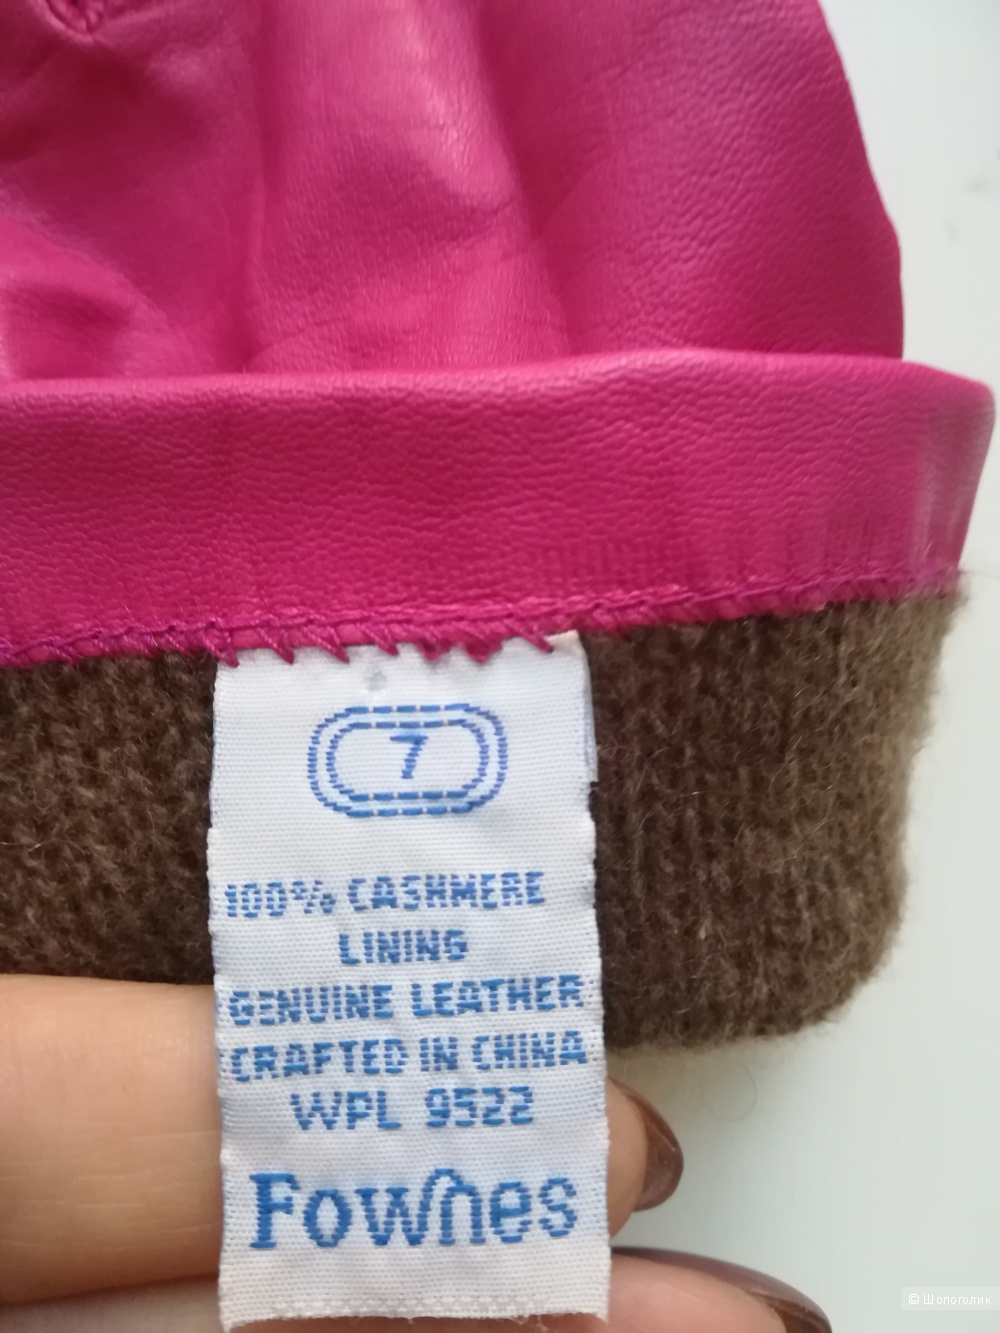 7
100% CASHMERE
LINING
GENUINE LEATHER
CRAFTED IN CHINA
WPL 9522
Fownes
© Шопоголик